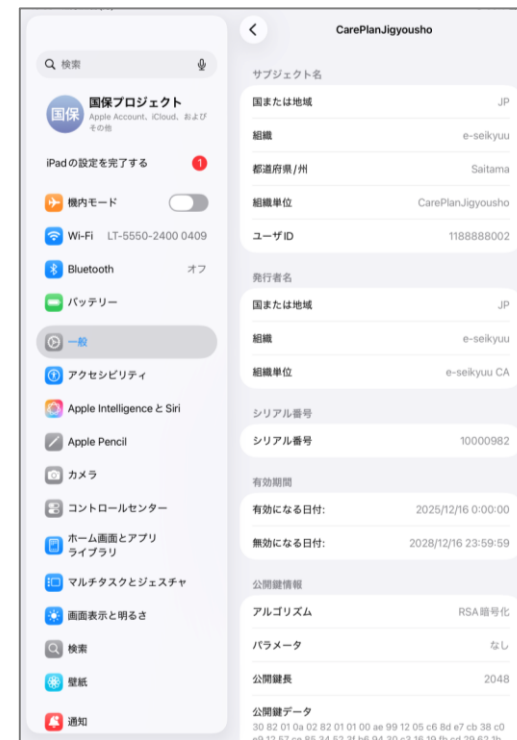 検索
国保
国保プロジェクト
Apple Account、iCloud、および
その他
iPadの設定を完了する
1
機内モード
Wi-Fi LT-5550-2400 0409
Bluetooth オフ
バッテリー
一般
アクセシビリティ
Apple Intelligence と Siri
Apple Pencil
カメラ
コントロールセンター
ホーム画面とアプリ
ライブラリ
マルチタスクとジェスチャ
画面表示と明るさ
検索
壁紙
通知
CarePlanJigyousho
サブジェクト名
国または地域 JP
組織 e-seikyuu
都道府県/州 Saitama
組織単位 CarePlanJigyousho
ユーザID 1188888002
発行者名
国または地域 JP
組織 e-seikyuu
組織単位 e-seikyuu CA
シリアル番号
シリアル番号 10000982
有効期間
有効になる日付: 2025/12/16 0:00:00
無効になる日付: 2028/12/16 23:59:59
公開鍵情報
アルゴリズム RSA暗号化
パラメータ なし
公開鍵長 2048
公開鍵データ
30 82 01 0a 02 82 01 01 00 ae 99 12 05 c6 8d e7 cb 38 c0